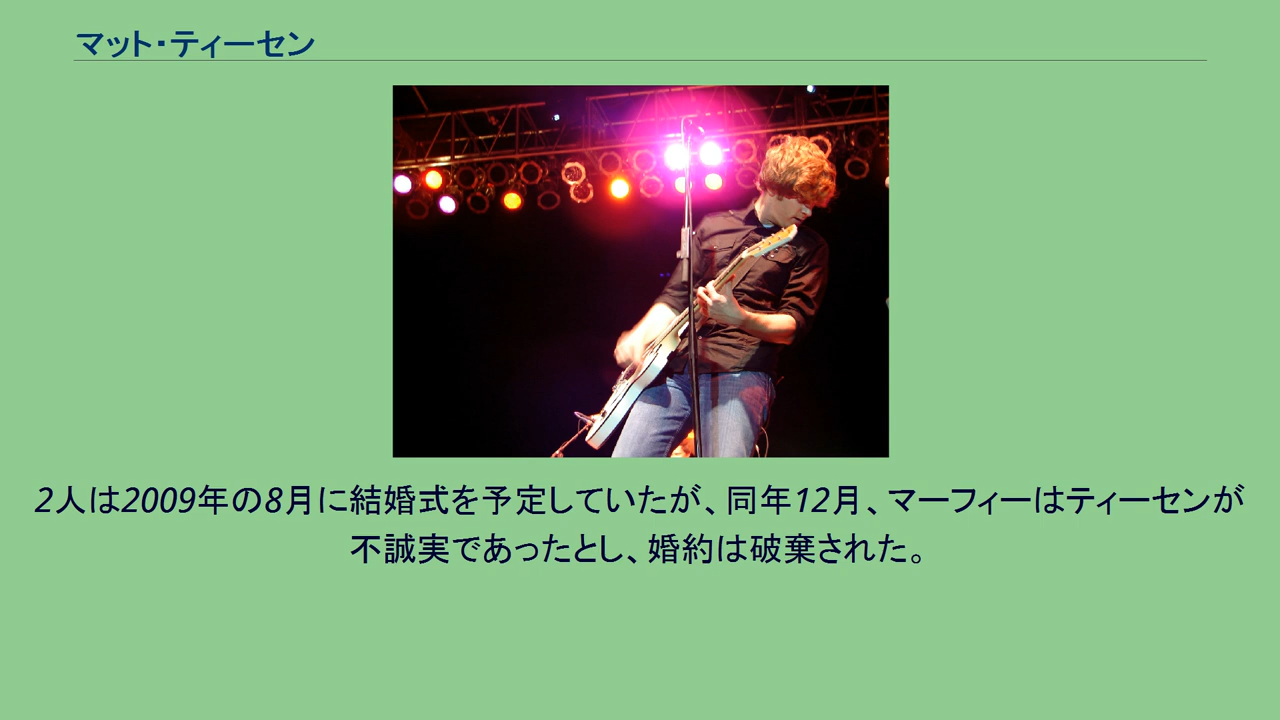 マット・ティーセン
2人は2009年の8月に結婚式を予定していたが、同年12月、マーフィーはティーセンが
不誠実であったとし、婚約は破棄された。